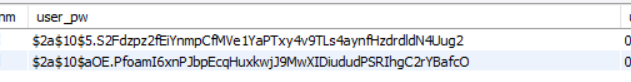 nm user_pw
$2a$10$5.S2Fdzpz2fEiYnmpCfMVe1YaPTxy4v9TLs4aynfHzdrdldN4Uug2 0
$2a$10$aOE.PfoamI6xnPJbpEcqHuxkwjJ9MwXIDiududPSRIhgC2rYBafcO 0